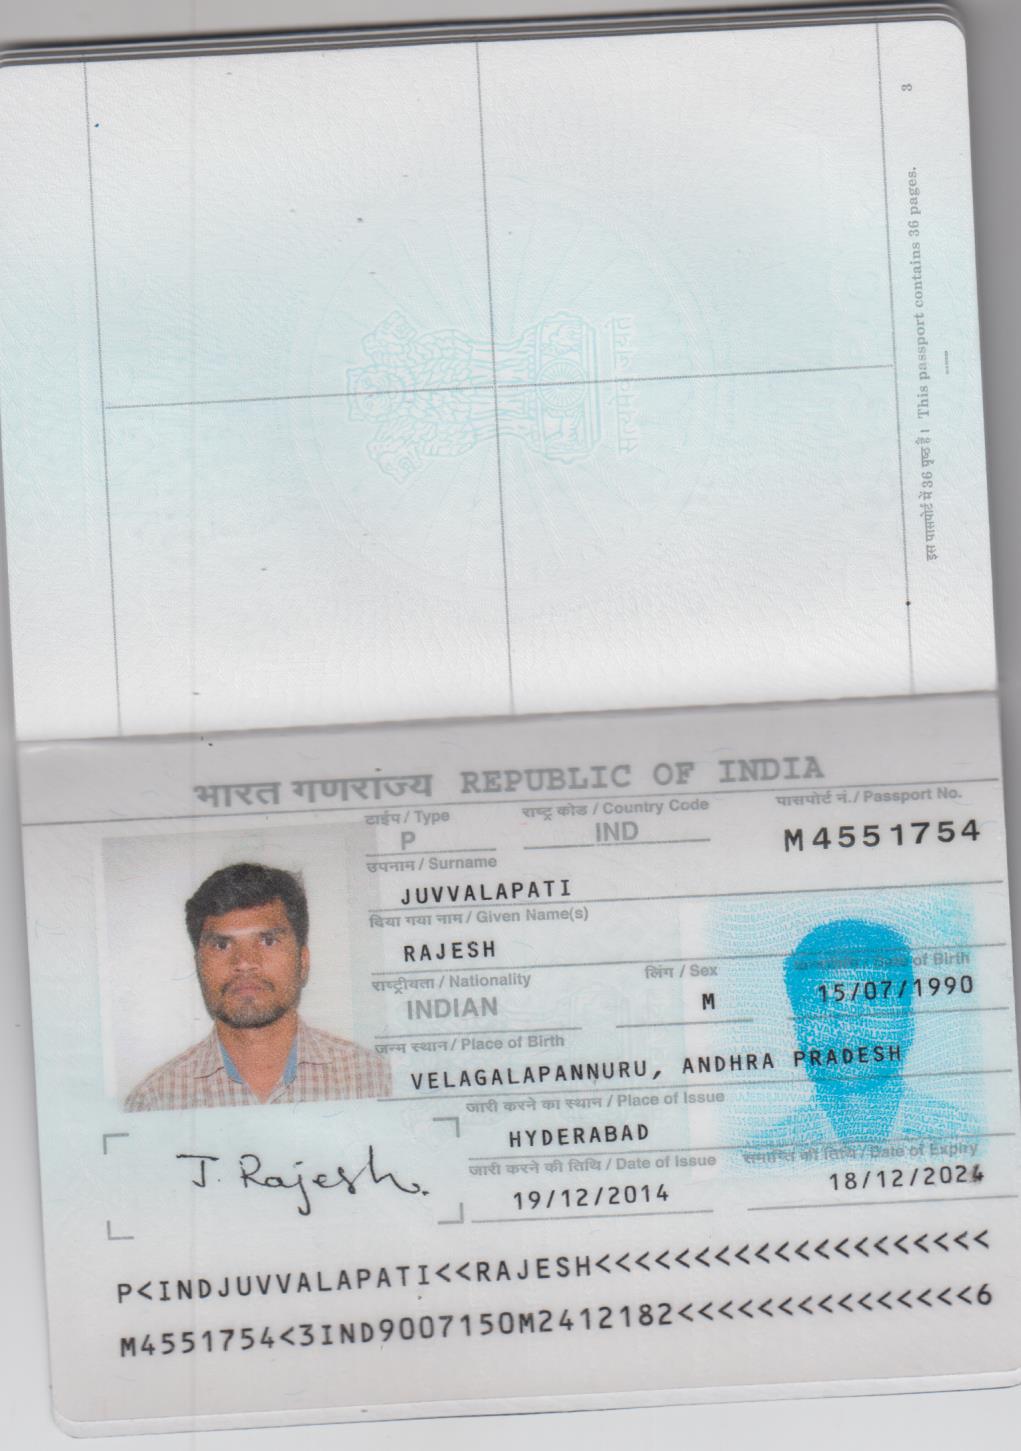 3
इस पासपोर्ट में 36 पृष्ठ है। This passport contains 36 pages.
सत्यमेव जयते
भारत गणराज्य REPUBLIC OF INDIA
टाईप / Type राष्ट्र कोड / Country Code पासपोर्ट नं. / Passport No.
P IND M4551754
उपनाम / Surname
JUVVALAPATI
दिया गया नाम / Given Name(s)
RAJESH
राष्ट्रीयता / Nationality लिंग / Sex Date of Birth
INDIAN M 15/07/1990
जन्म स्थान / Place of Birth
VELAGALAPANNURU, ANDHRA PRADESH
जारी करने का स्थान / Place of Issue
HYDERABAD
जारी करने की तिथि / Date of Issue समाप्ति की तिथि / Date of Expiry
19/12/2014 18/12/2024
J. Rajesh.
P<INDJUVVALAPATI<<RAJESH<<<<<<<<<<<<<<<<<<<<
M4551754<3IND9007150M2412182<<<<<<<<<<<<<<<6